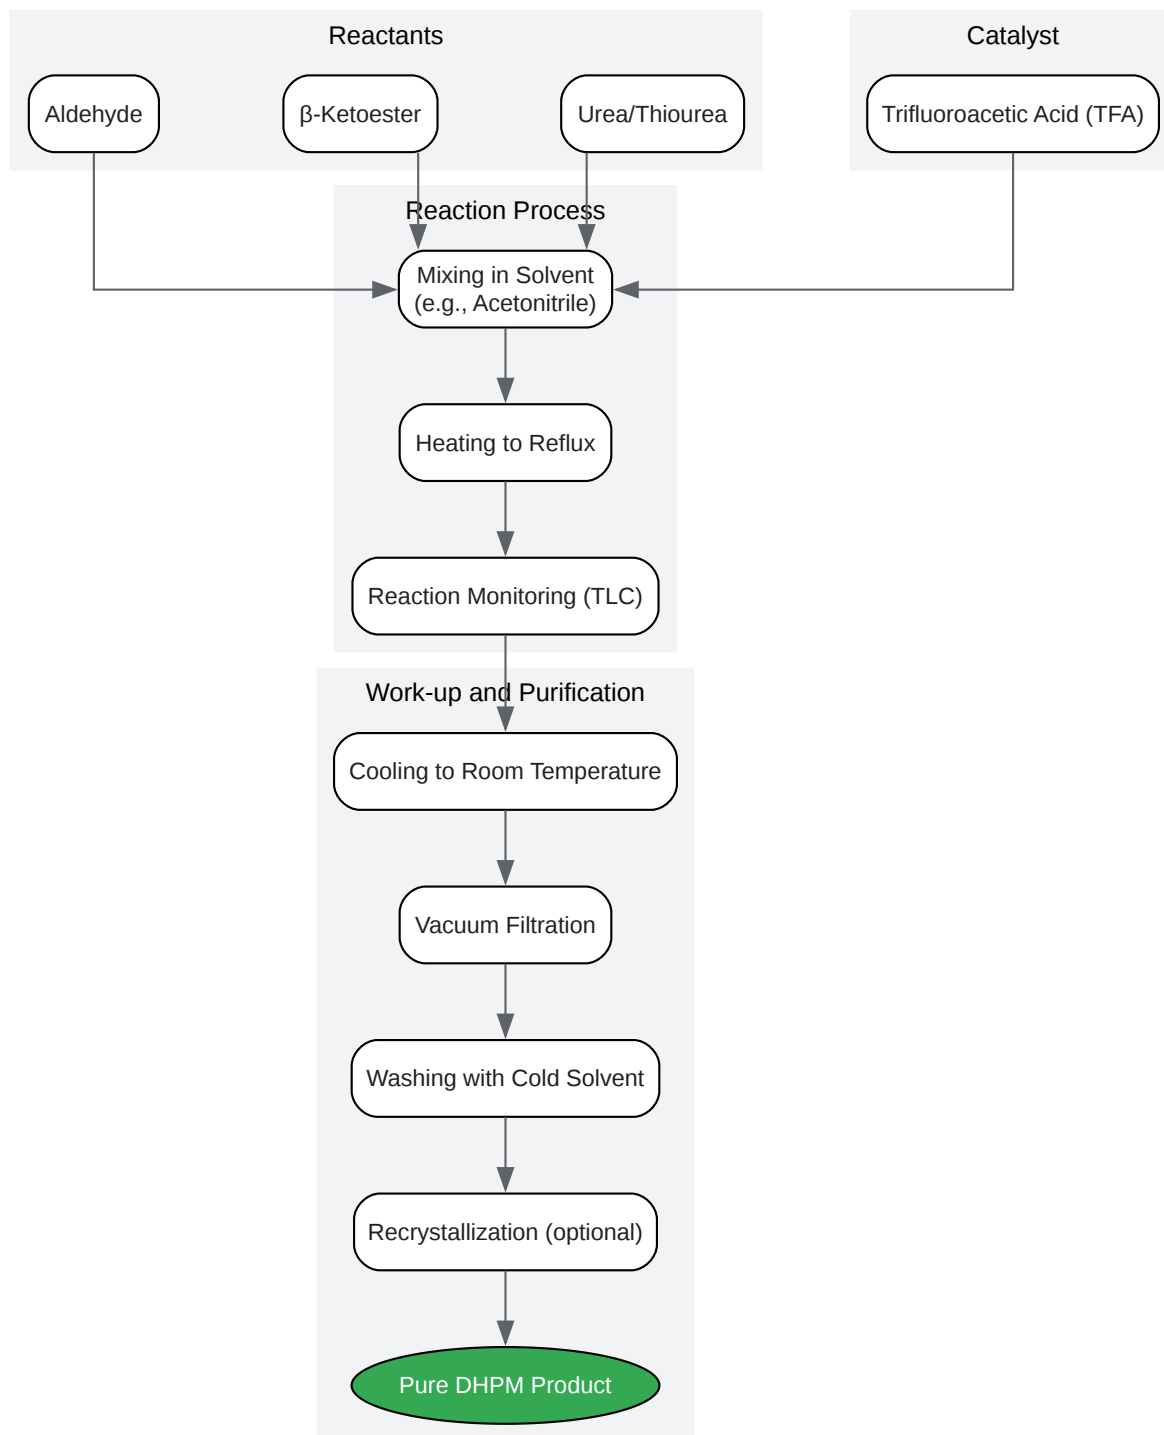 Reactants
Catalyst
Aldehyde
β-Ketoester
Urea/Thiourea
Trifluoroacetic Acid (TFA)
Reaction Process
Mixing in Solvent
(e.g., Acetonitrile)
Heating to Reflux
Reaction Monitoring (TLC)
Work-up and Purification
Cooling to Room Temperature
Vacuum Filtration
Washing with Cold Solvent
Recrystallization (optional)
Pure DHPM Product